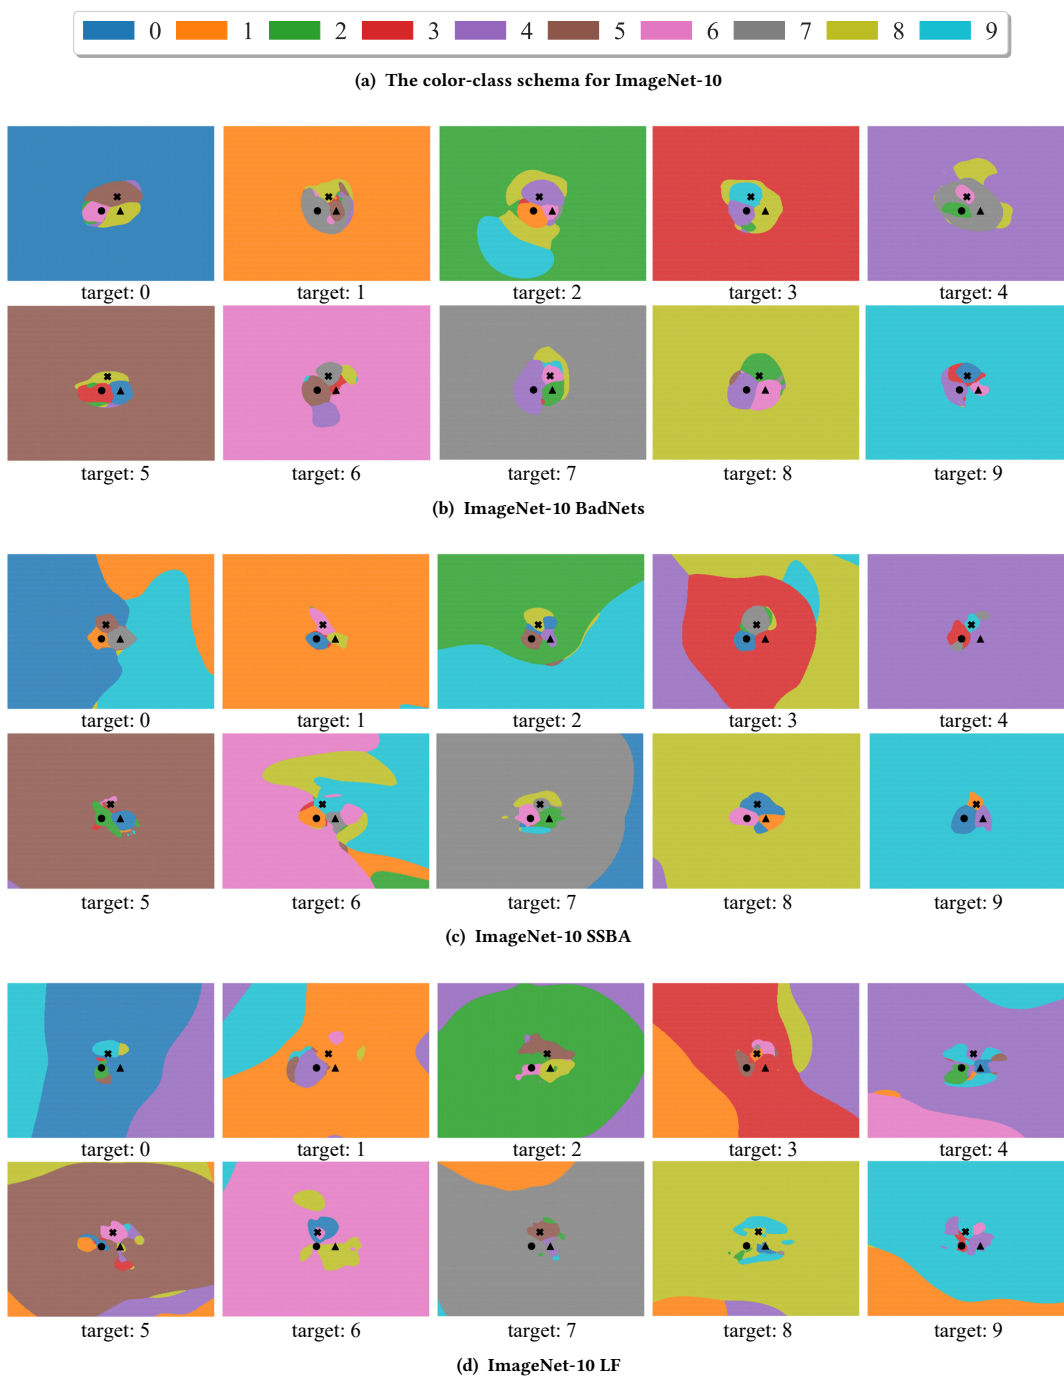 0 1 2 3 4 5 6 7 8 9
(a) The color-class schema for ImageNet-10
target: 0 target: 1 target: 2 target: 3 target: 4
target: 5 target: 6 target: 7 target: 8 target: 9
(b) ImageNet-10 BadNets
target: 0 target: 1 target: 2 target: 3 target: 4
target: 5 target: 6 target: 7 target: 8 target: 9
(c) ImageNet-10 SSBA
target: 0 target: 1 target: 2 target: 3 target: 4
target: 5 target: 6 target: 7 target: 8 target: 9
(d) ImageNet-10 LF